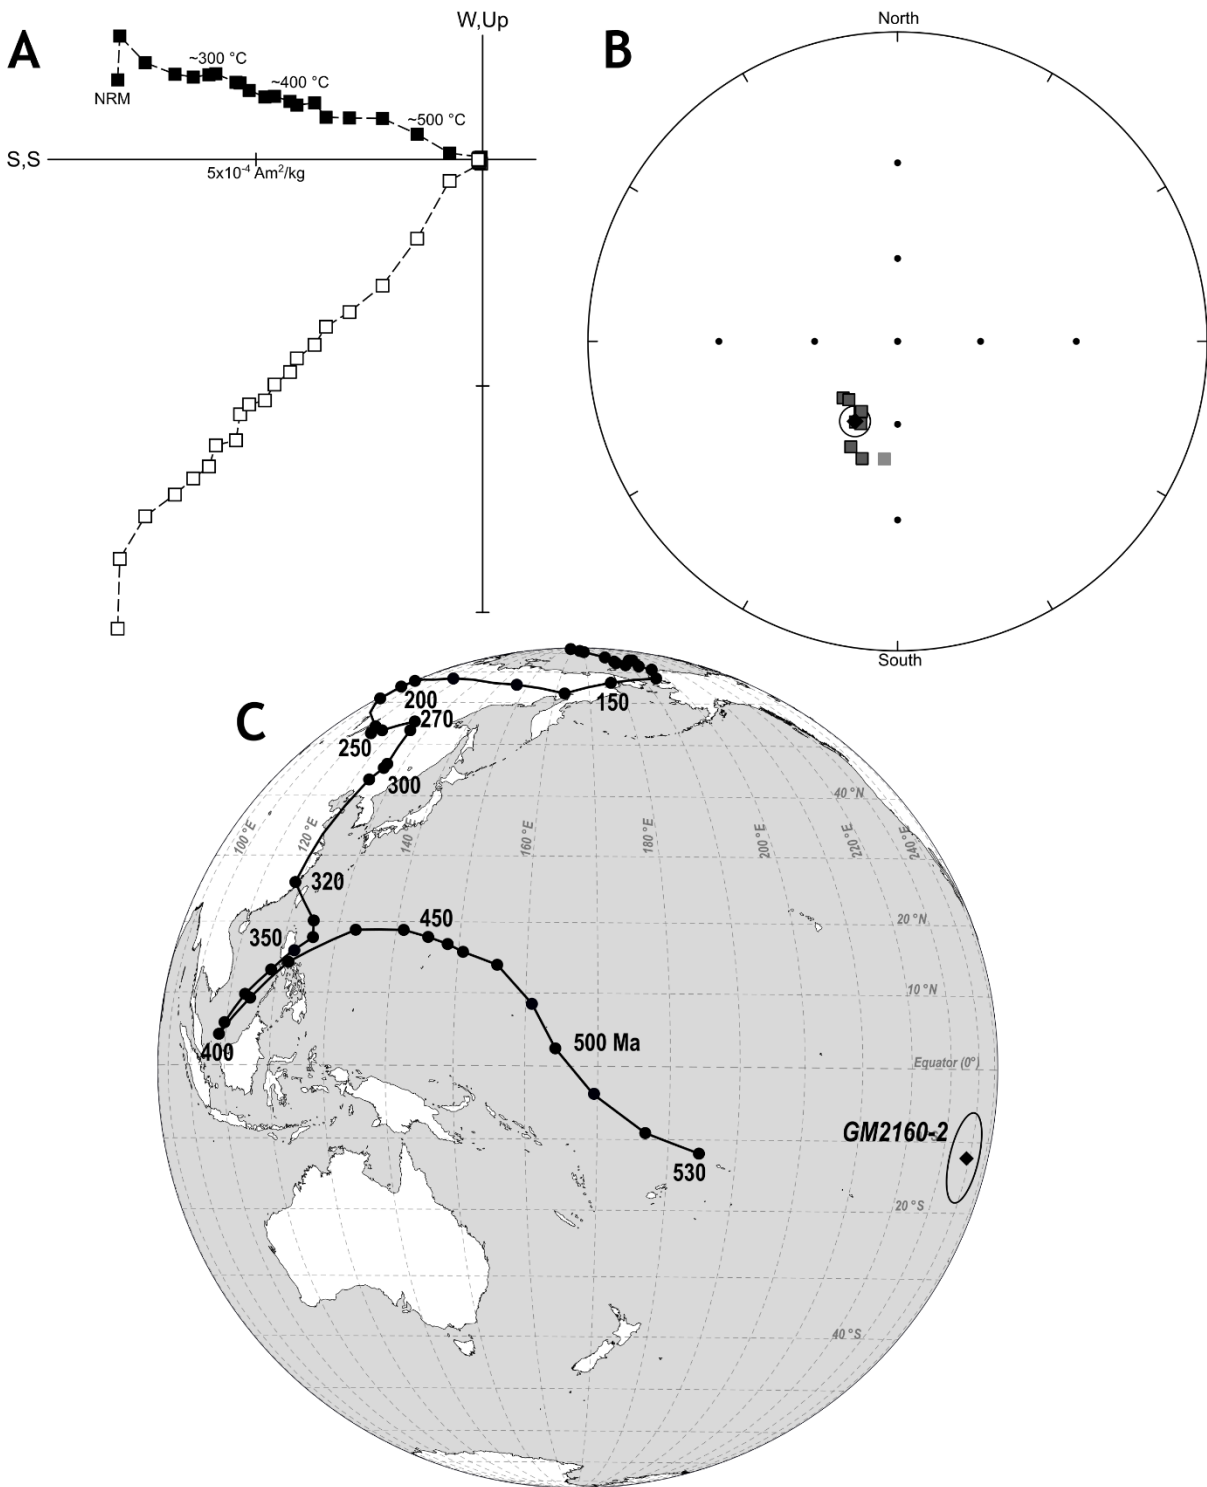 A
W,Up
~300 °C
~400 °C
NRM
~500 °C
S,S
5x10⁻⁴ Am²/kg
B
North
South
C
200
270
250
150
300
40 °N
100 °E
120 °E
140 °E
160 °E
180 °E
200 °E
220 °E
240 °E
320
450
20 °N
350
10 °N
500 Ma
400
Equator (0°)
GM2160-2
530
20 °S
40 °S